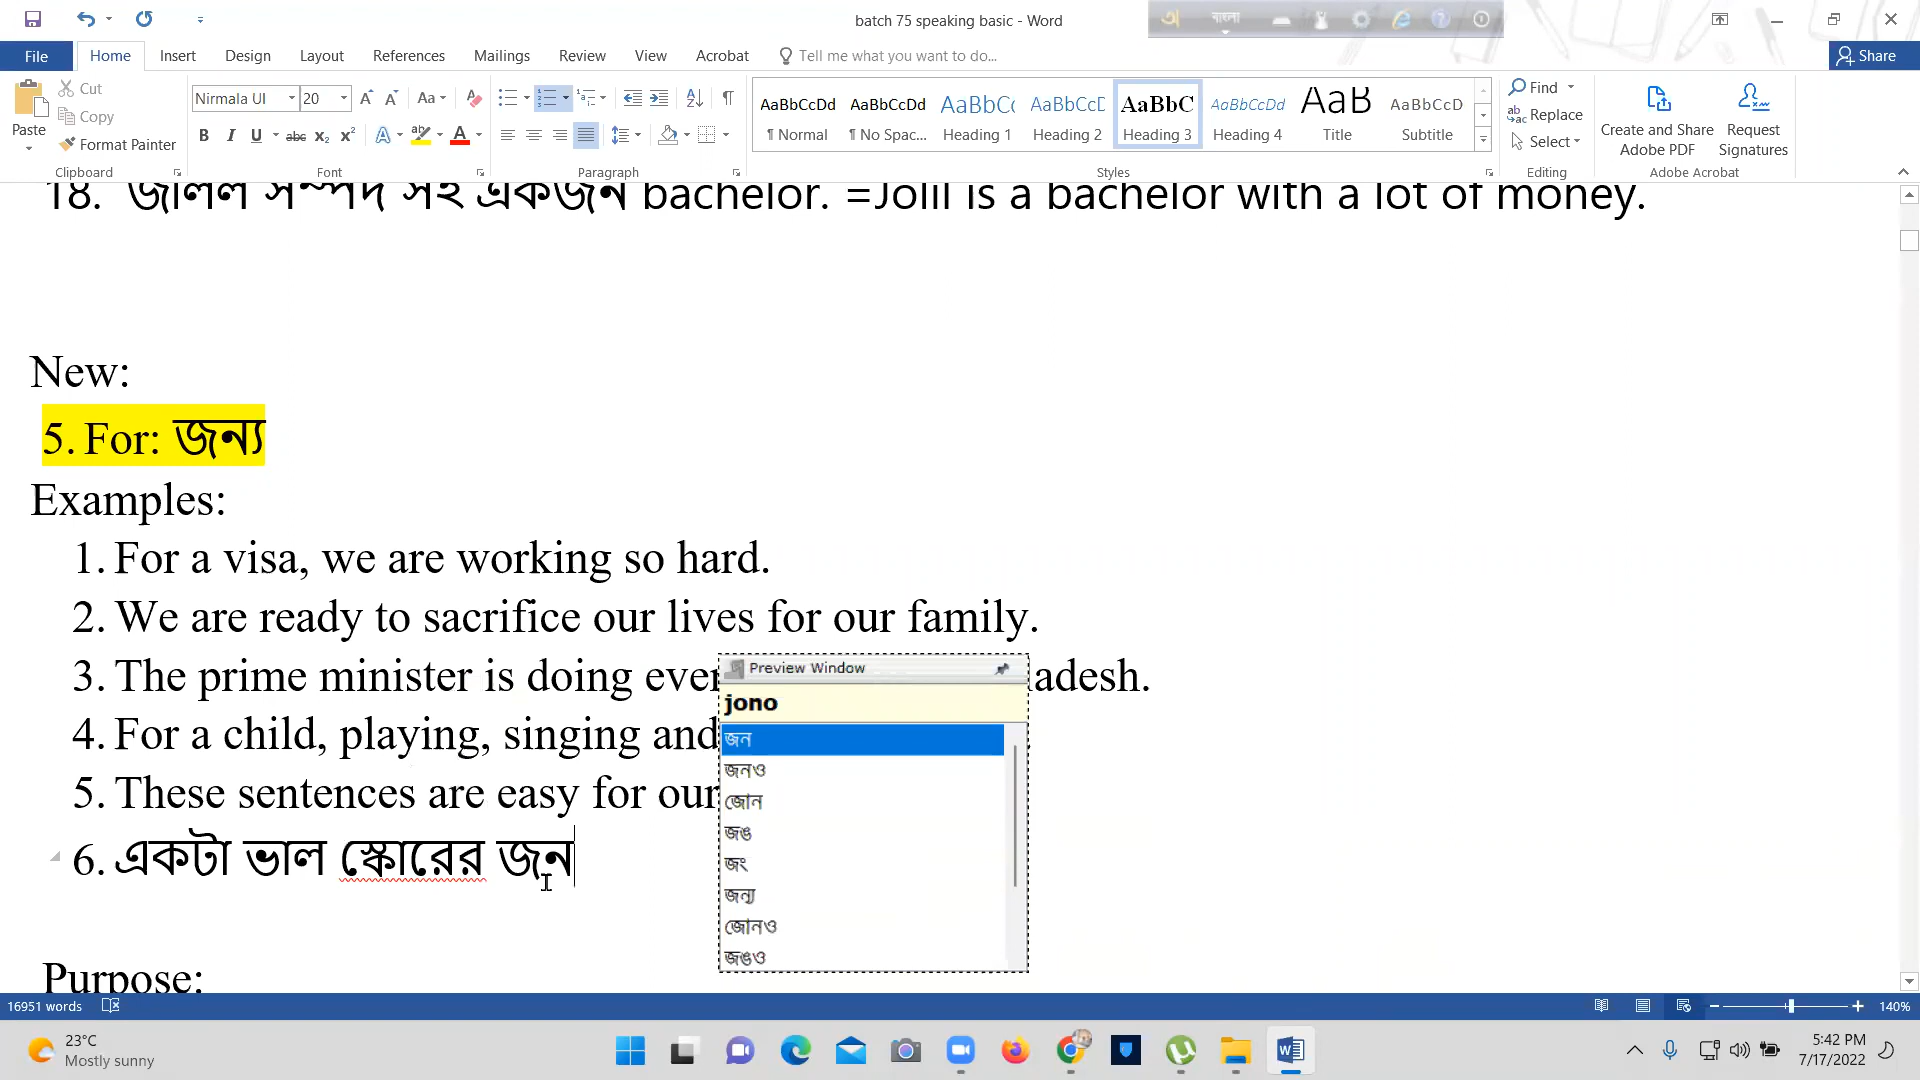 batch 75 speaking basic - Word
বাংলা
File Home Insert Design Layout References Mailings Review View Acrobat Tell me what you want to do... Share
Paste
Cut
Copy
Format Painter
Nirmala UI 20
AaBbCcDd AaBbCcDd AaBbCc AaBbCcD AaBbC AaBbCcDd AaB AaBbCcD
¶ Normal ¶ No Spac... Heading 1 Heading 2 Heading 3 Heading 4 Title Subtitle
Find
Replace
Select
Create and Share Adobe PDF
Request Signatures
Clipboard Font Paragraph Styles Editing Adobe Acrobat
18. জলিল সম্পদ সহ একজন bachelor. =Jolil is a bachelor with a lot of money.
New:
5. For: জন্য
Examples:
1. For a visa, we are working so hard.
2. We are ready to sacrifice our lives for our family.
3. The prime minister is doing ever adesh.
4. For a child, playing, singing and
5. These sentences are easy for our
6. একটা ভাল স্কোরের জন
Purpose:
Preview Window
jono
জন
জনও
জোন
জঙ
জং
জন্য
জোনও
জঙও
16951 words 140%
23°C
Mostly sunny
5:42 PM
7/17/2022